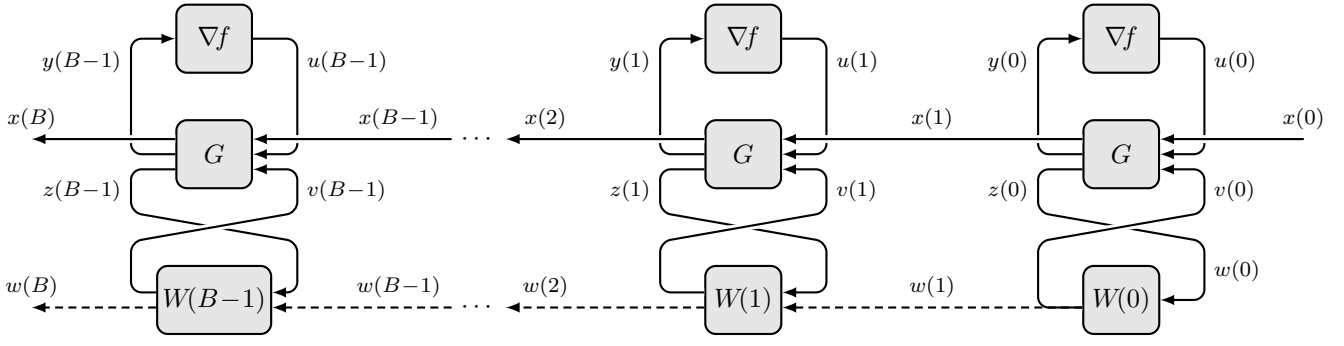 ∇f ∇f ∇f
y(B−1) u(B−1) y(1) u(1) y(0) u(0)
x(B) x(B−1) x(2) x(1) x(0)
G ··· G G
z(B−1) v(B−1) z(1) v(1) z(0) v(0)
w(B) w(B−1) w(2) w(1) w(0)
W(B−1) ··· W(1) W(0)